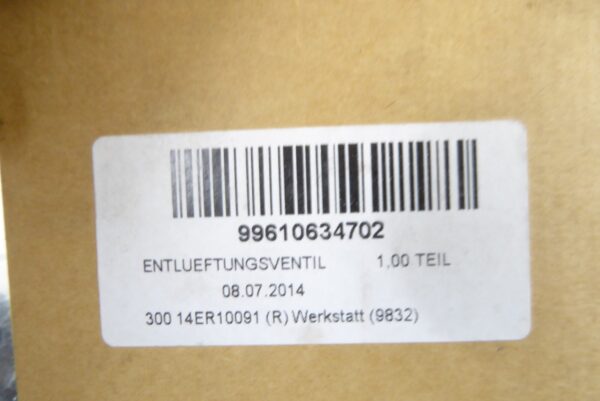 99610634702
ENTLUEFTUNGSVENTIL 1,00 TEIL
08.07.2014
300 14ER10091 (R) Werkstatt (9832)